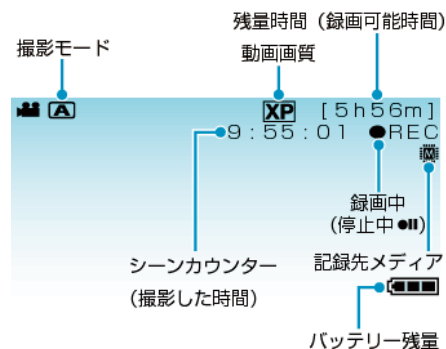 残量時間（録画可能時間）
撮影モード
動画画質
A XP [5h56m]
9:55:01 ●REC
M
録画中
(停止中●II)
シーンカウンター
記録先メディア
(撮影した時間)
バッテリー残量